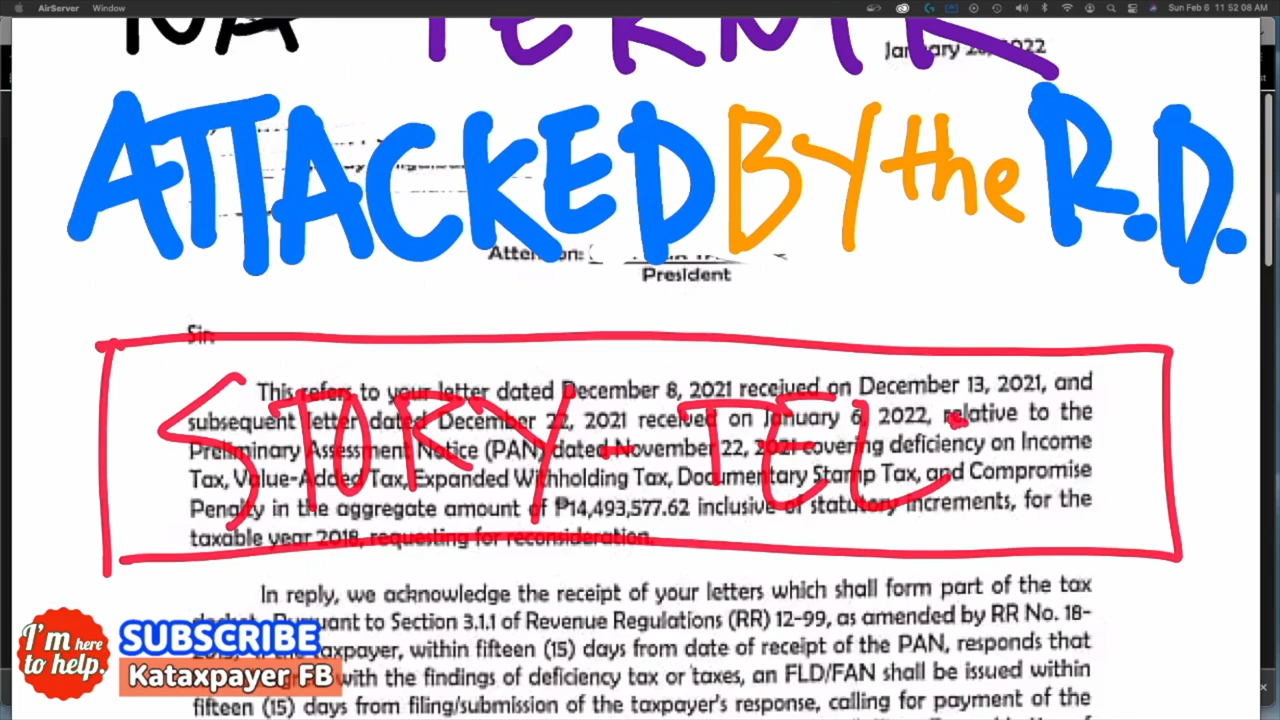 AirServer Window Sun Feb 6 11:52:08 AM
January 2022
ATTACKED BY the R.D.
Attention:
President
Sir:
STORY-TEL
This refers to your letter dated December 8, 2021 received on December 13, 2021, and
subsequent letter dated December 22, 2021 received on January 6, 2022, relative to the
Preliminary Assessment Notice (PAN) dated November 22, 2021 covering deficiency on Income
Tax, Value-Added Tax, Expanded Withholding Tax, Documentary Stamp Tax, and Compromise
Penalty in the aggregate amount of ₱14,493,577.62 inclusive of statutory increments, for the
taxable year 2018, requesting for reconsideration.
In reply, we acknowledge the receipt of your letters which shall form part of the tax
docket. Pursuant to Section 3.1.1 of Revenue Regulations (RR) 12-99, as amended by RR No. 18-
taxpayer, within fifteen (15) days from date of receipt of the PAN, responds that
with the findings of deficiency tax or taxes, an FLD/FAN shall be issued within
fifteen (15) days from filing/submission of the taxpayer's response, calling for payment of the
I'm here
to help.
SUBSCRIBE
Kataxpayer FB